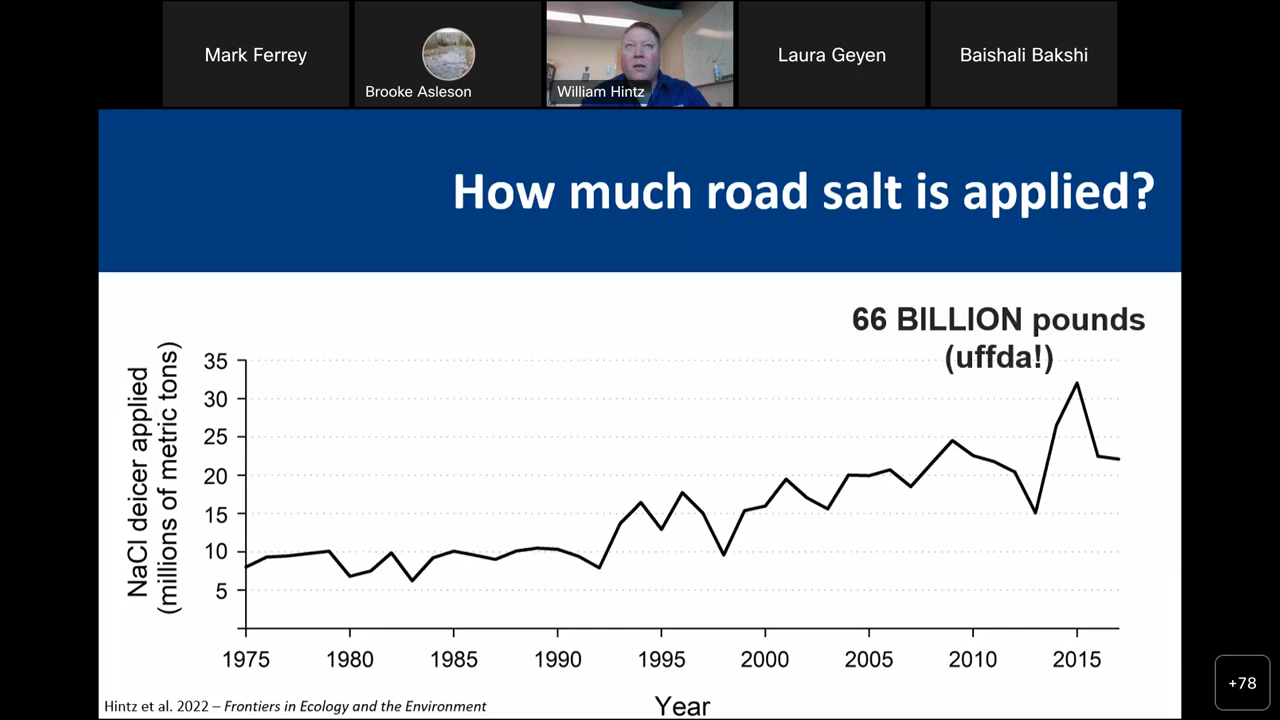 Mark Ferrey
Brooke Asleson
William Hintz
Laura Geyen
Baishali Bakshi
How much road salt is applied?
66 BILLION pounds
(uffda!)
NaCl deicer applied
(millions of metric tons)
35
30
25
20
15
10
5
1975 1980 1985 1990 1995 2000 2005 2010 2015
Year
Hintz et al. 2022 – Frontiers in Ecology and the Environment
+78